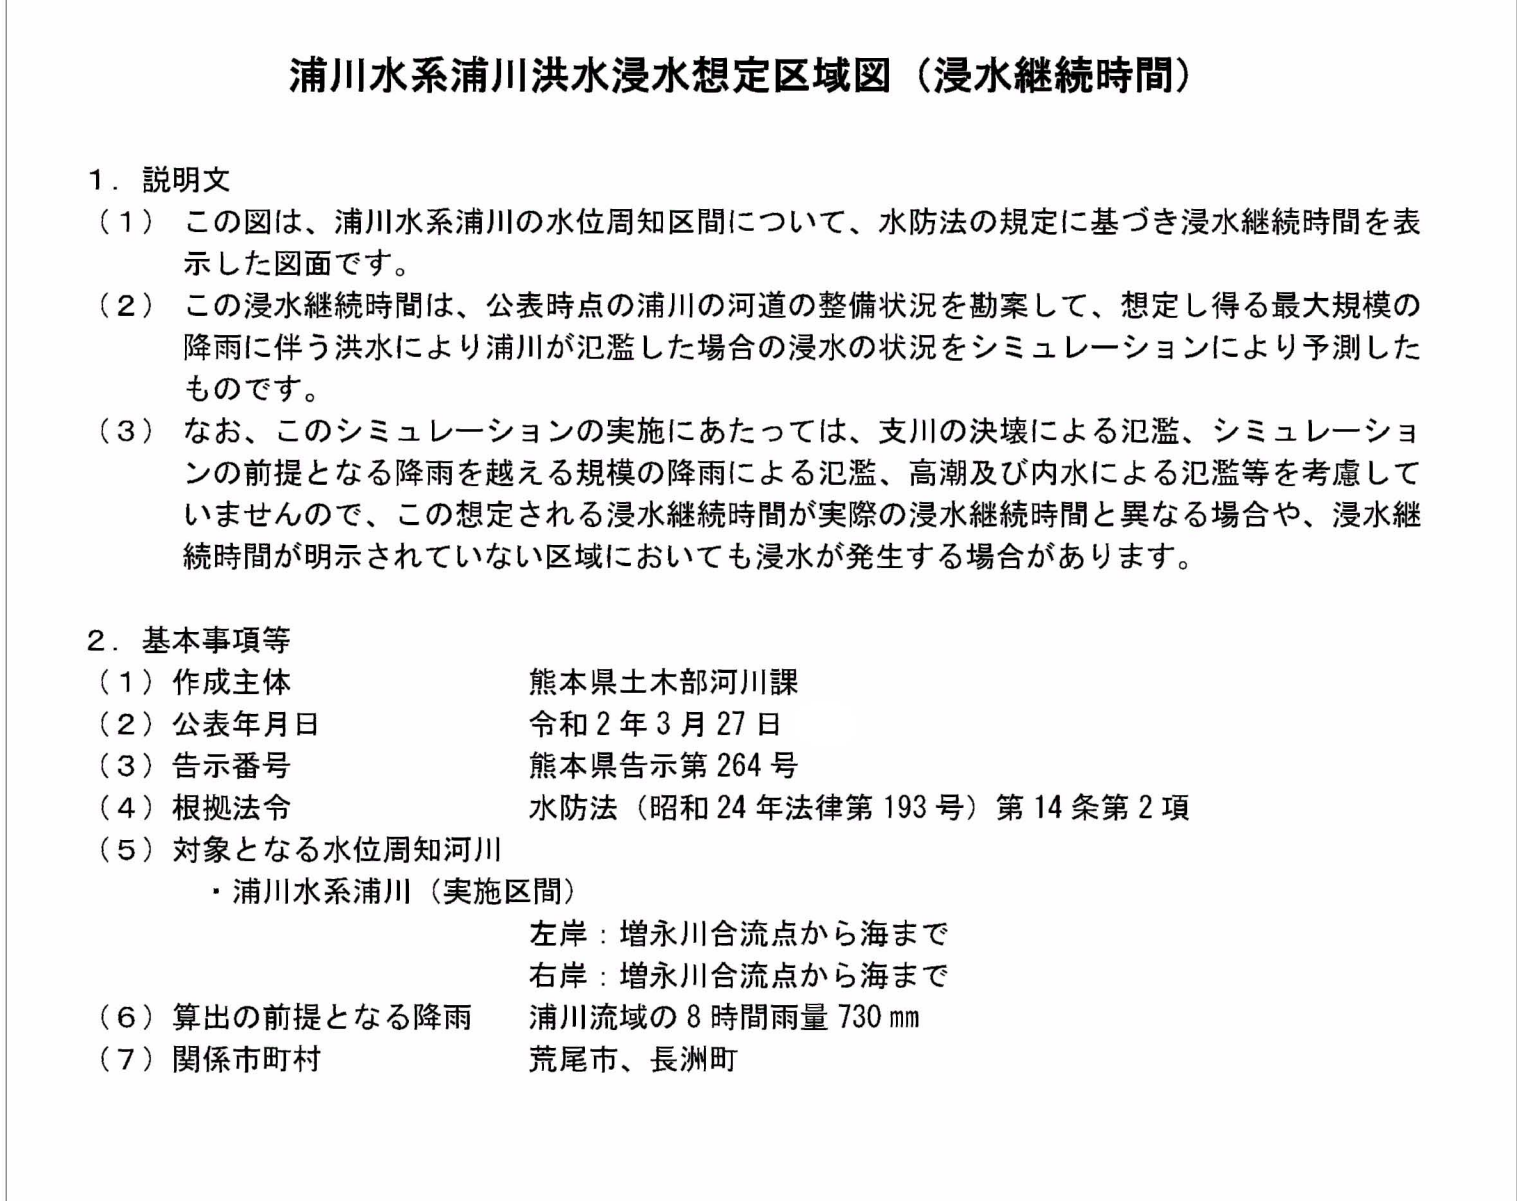 浦川水系浦川洪水浸水想定区域図（浸水継続時間）
１．説明文
（１） この図は、浦川水系浦川の水位周知区間について、水防法の規定に基づき浸水継続時間を表
示した図面です。
（２） この浸水継続時間は、公表時点の浦川の河道の整備状況を勘案して、想定し得る最大規模の
降雨に伴う洪水により浦川が氾濫した場合の浸水の状況をシミュレーションにより予測した
ものです。
（３） なお、このシミュレーションの実施にあたっては、支川の決壊による氾濫、シミュレーショ
ンの前提となる降雨を越える規模の降雨による氾濫、高潮及び内水による氾濫等を考慮して
いませんので、この想定される浸水継続時間が実際の浸水継続時間と異なる場合や、浸水継
続時間が明示されていない区域においても浸水が発生する場合があります。
２．基本事項等
（１）作成主体 熊本県土木部河川課
（２）公表年月日 令和 2 年 3 月 27 日
（３）告示番号 熊本県告示第 264 号
（４）根拠法令 水防法（昭和 24 年法律第 193 号）第 14 条第 2 項
（５）対象となる水位周知河川
・浦川水系浦川（実施区間）
左岸：増永川合流点から海まで
右岸：増永川合流点から海まで
（６）算出の前提となる降雨 浦川流域の 8 時間雨量 730 ㎜
（７）関係市町村 荒尾市、長洲町